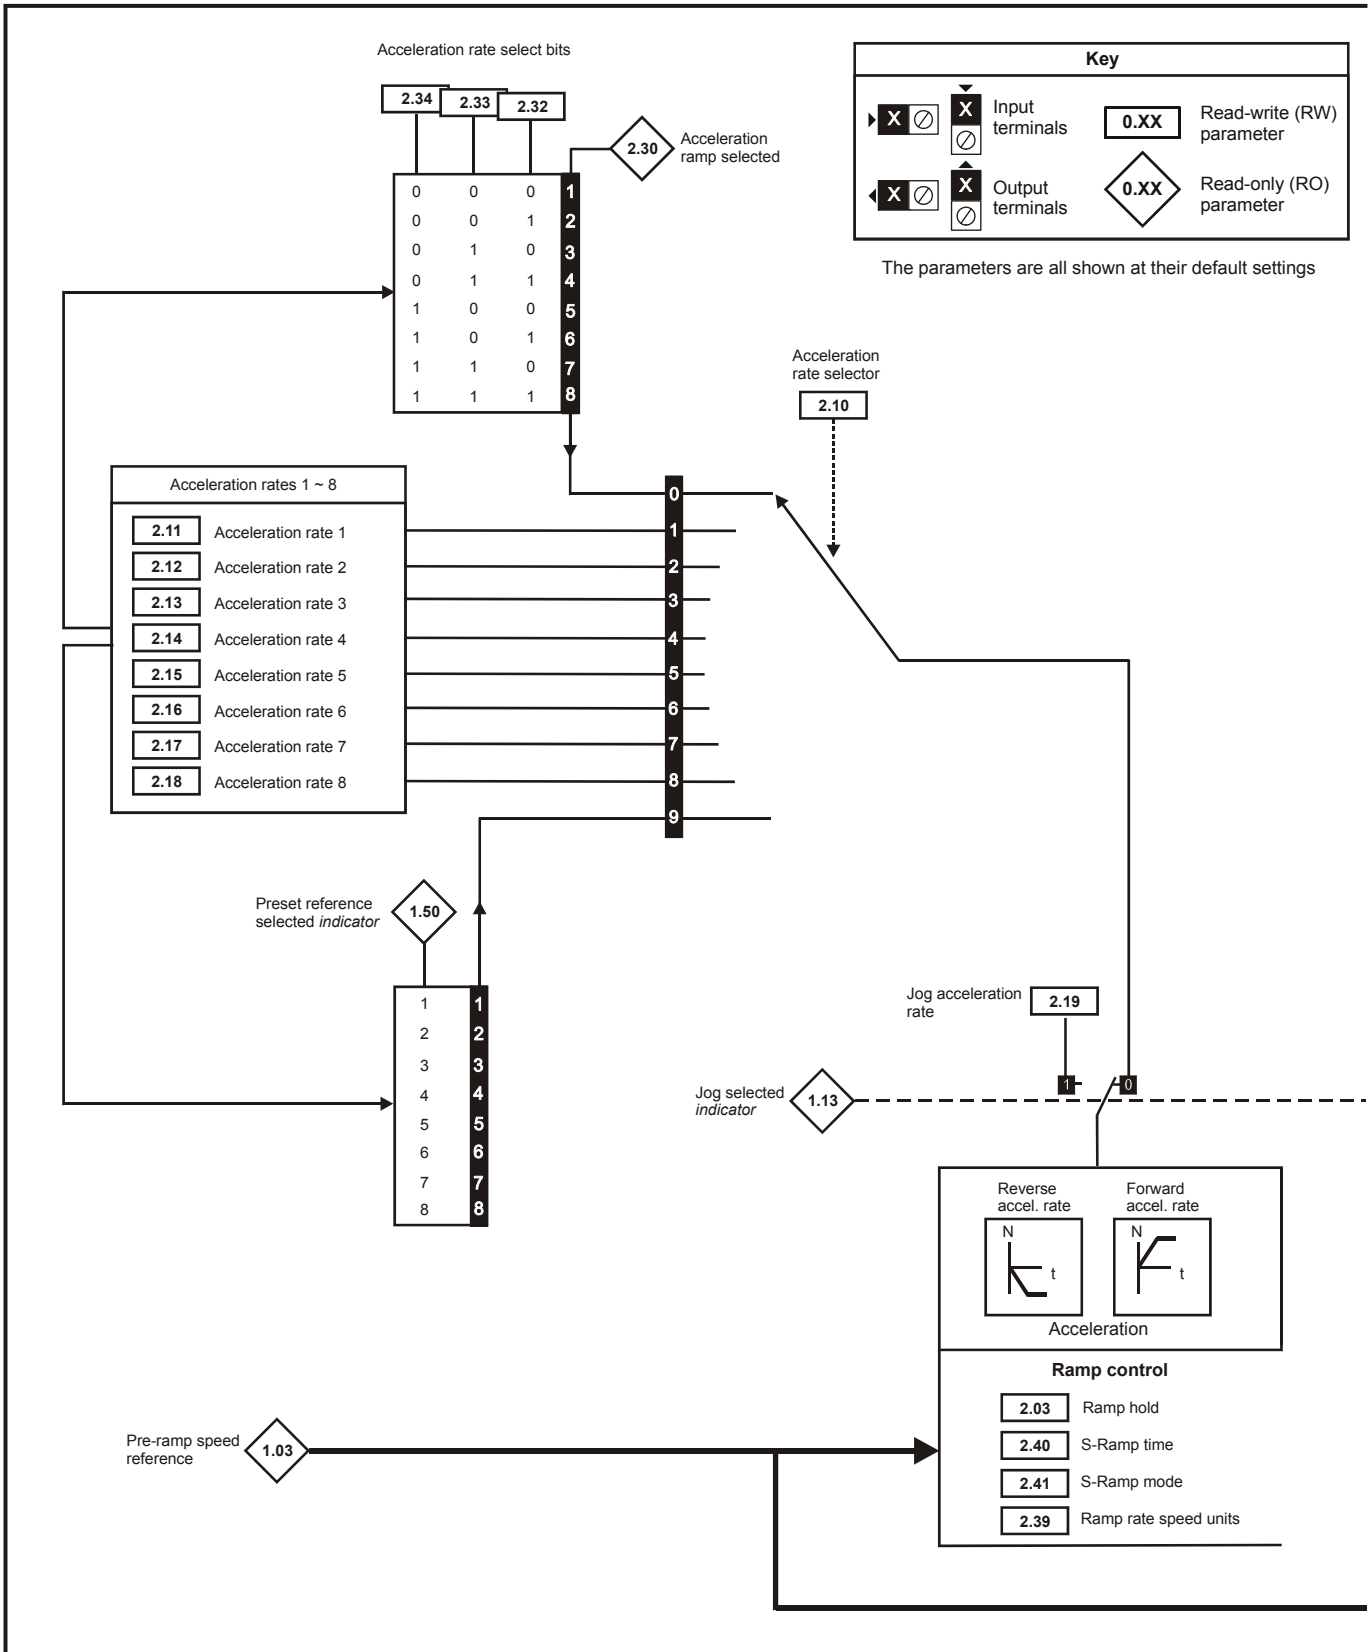 Acceleration rate select bits
2.34 2.33 2.32
2.30
Acceleration
ramp selected
0 0 0 1
0 0 1 2
0 1 0 3
0 1 1 4
1 0 0 5
1 0 1 6
1 1 0 7
1 1 1 8
Key
X
X
Input
terminals
0.XX
Read-write (RW)
parameter
X
X
Output
terminals
0.XX
Read-only (RO)
parameter
The parameters are all shown at their default settings
Acceleration
rate selector
2.10
Acceleration rates 1 ~ 8
2.11 Acceleration rate 1
2.12 Acceleration rate 2
2.13 Acceleration rate 3
2.14 Acceleration rate 4
2.15 Acceleration rate 5
2.16 Acceleration rate 6
2.17 Acceleration rate 7
2.18 Acceleration rate 8
0
1
2
3
4
5
6
7
8
9
Preset reference
selected indicator
1.50
1 1
2 2
3 3
4 4
5 5
6 6
7 7
8 8
Jog acceleration
rate
2.19
1 0
Jog selected
indicator
1.13
Reverse
accel. rate
N
t
Forward
accel. rate
N
t
Acceleration
Ramp control
2.03 Ramp hold
2.40 S-Ramp time
2.41 S-Ramp mode
2.39 Ramp rate speed units
Pre-ramp speed
reference
1.03